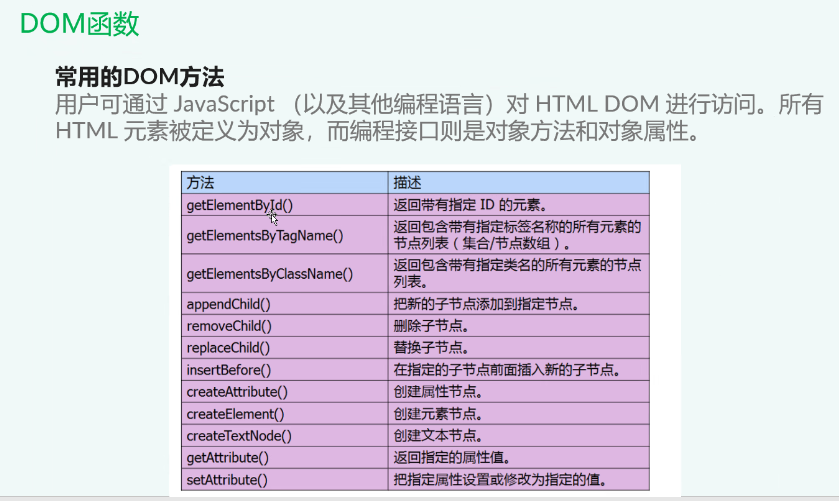 DOM函数
常用的DOM方法
用户可通过 JavaScript （以及其他编程语言）对 HTML DOM 进行访问。所有
HTML 元素被定义为对象，而编程接口则是对象方法和对象属性。
方法 描述
getElementById() 返回带有指定 ID 的元素。
getElementsByTagName() 返回包含带有指定标签名称的所有元素的
节点列表（集合/节点数组）。
getElementsByClassName() 返回包含带有指定类名的所有元素的节点
列表。
appendChild() 把新的子节点添加到指定节点。
removeChild() 删除子节点。
replaceChild() 替换子节点。
insertBefore() 在指定的子节点前面插入新的子节点。
createAttribute() 创建属性节点。
createElement() 创建元素节点。
createTextNode() 创建文本节点。
getAttribute() 返回指定的属性值。
setAttribute() 把指定属性设置或修改为指定的值。